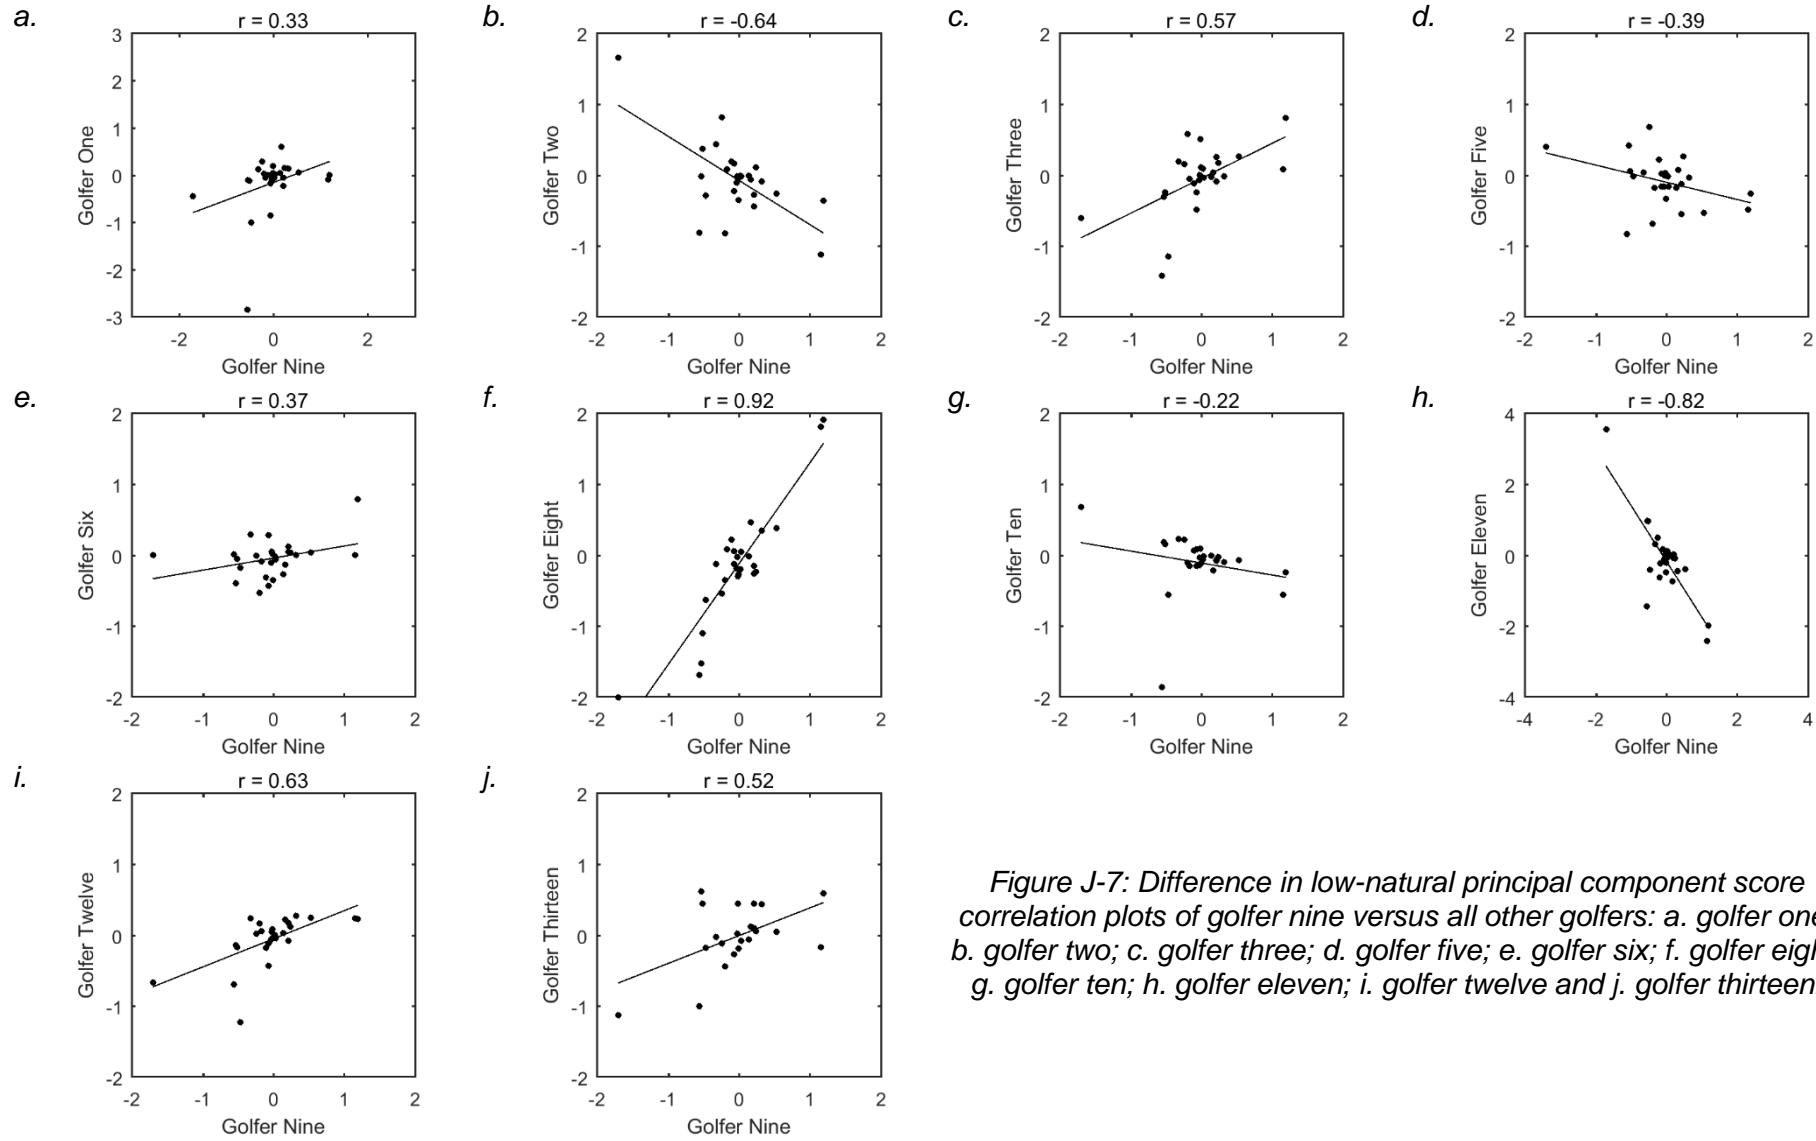 a.
r = 0.33
3
2
1
0
-1
-2
-3
-2
0
2
Golfer One
Golfer Nine
b.
r = -0.64
2
1
0
-1
-2
-2
-1
0
1
2
Golfer Two
Golfer Nine
c.
r = 0.57
2
1
0
-1
-2
-2
-1
0
1
2
Golfer Three
Golfer Nine
d.
r = -0.39
2
1
0
-1
-2
-2
-1
0
1
2
Golfer Five
Golfer Nine
e.
r = 0.37
2
1
0
-1
-2
-2
-1
0
1
2
Golfer Six
Golfer Nine
f.
r = 0.92
2
1
0
-1
-2
-2
-1
0
1
2
Golfer Eight
Golfer Nine
g.
r = -0.22
2
1
0
-1
-2
-2
-1
0
1
2
Golfer Ten
Golfer Nine
h.
r = -0.82
4
2
0
-2
-4
-4
-2
0
2
4
Golfer Eleven
Golfer Nine
i.
r = 0.63
2
1
0
-1
-2
-2
-1
0
1
2
Golfer Twelve
Golfer Nine
j.
r = 0.52
2
1
0
-1
-2
-2
-1
0
1
2
Golfer Thirteen
Golfer Nine
Figure J-7: Difference in low-natural principal component score
correlation plots of golfer nine versus all other golfers: a. golfer one
b. golfer two; c. golfer three; d. golfer five; e. golfer six; f. golfer eigh
g. golfer ten; h. golfer eleven; i. golfer twelve and j. golfer thirteen